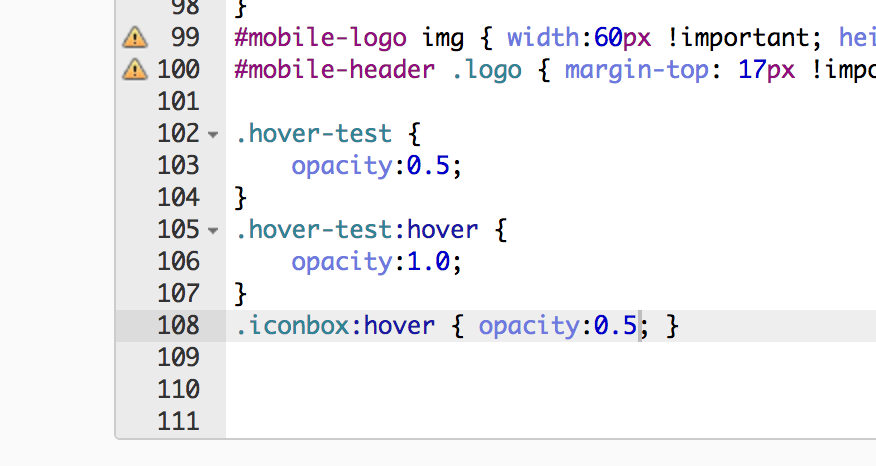 98 }
99 #mobile-logo img { width:60px !important; hei
100 #mobile-header .logo { margin-top: 17px !impo
101
102 .hover-test {
103 opacity:0.5;
104 }
105 .hover-test:hover {
106 opacity:1.0;
107 }
108 .iconbox:hover { opacity:0.5; }
109
110
111